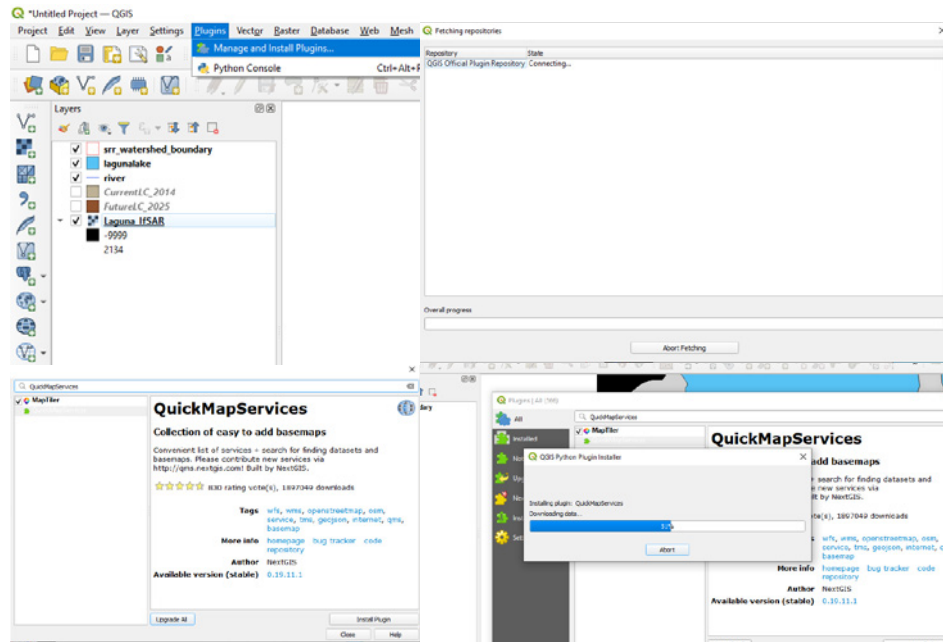 *Untitled Project — QGIS
Project Edit View Layer Settings Plugins Vector Raster Database Web Mesh
Manage and Install Plugins...
Python Console Ctrl+Alt+P
Layers
srr_watershed_boundary
lagunalake
river
CurrentLC_2014
FutureLC_2025
Laguna_IfSAR
-9999
2134
Fetching repositories
Repository State
QGIS Official Plugin Repository Connecting...
Overall progress
Abort Fetching
QuickMapServices
MapTiler
QuickMapServices
Collection of easy to add basemaps
Convenient list of services + search for finding datasets and
basemaps. Please contribute new services via
http://qms.nextgis.com! Built by NextGIS.
830 rating vote(s), 1897049 downloads
Tags wfs, wms, openstreetmap, osm,
service, tms, geojson, internet, qms,
basemap
More info homepage bug tracker code
repository
Author NextGIS
Available version (stable) 0.19.11.1
Upgrade All
Install Plugin
Close Help
dary
Plugins | All
All
QuickMapServices
Installed
MapTiler
QuickMapServices
QGIS Python Plugin Installer
Installing plugin: QuickMapServices
Downloading data...
Abort
add basemaps
search for finding datasets and
new services via
lt by NextGIS.
ote(s), 1897049 downloads
wfs, wms, openstreetmap, osm,
service, tms, geojson, internet,
basemap
More info homepage bug tracker code
repository
Author NextGIS
Available version (stable) 0.19.11.1